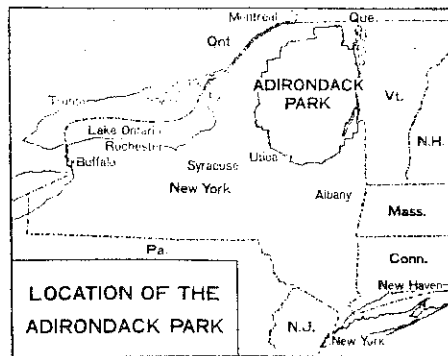 Montreal
Que.
Ont
ADIRONDACK
PARK
Vt.
Toronto
N.H.
Lake Ontario
Rochester
Buffalo
Syracuse
Utica
New York
Albany
Mass.
Pa.
Conn.
New Haven
LOCATION OF THE
ADIRONDACK PARK
N.J.
New York